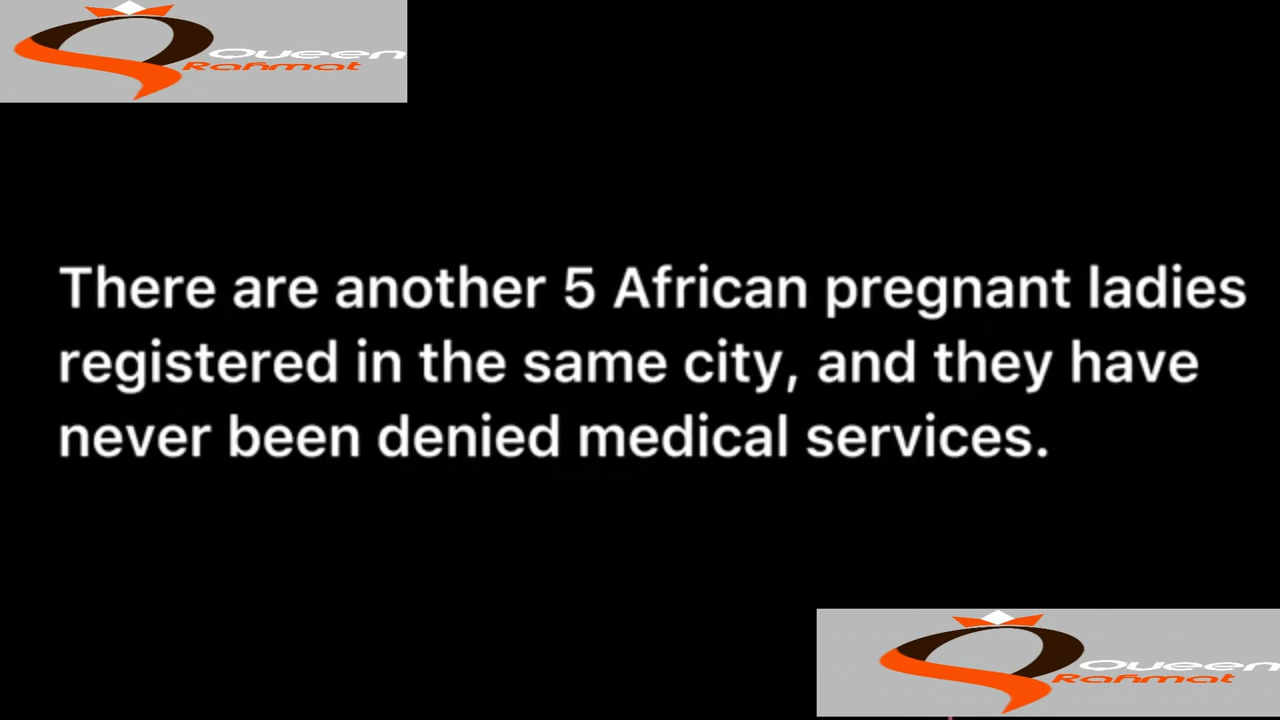 Queen
Rahmat
There are another 5 African pregnant ladies
registered in the same city, and they have
never been denied medical services.
Queen
Rahmat